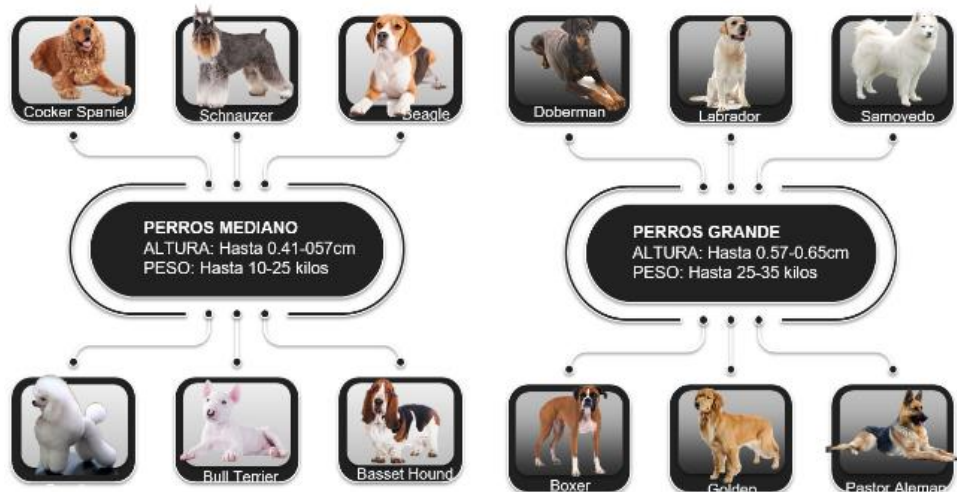 Cocker Spaniel
Schnauzer
Beagle
Doberman
Labrador
Samoyedo
PERROS MEDIANO
ALTURA: Hasta 0.41-057cm
PESO: Hasta 10-25 kilos
PERROS GRANDE
ALTURA: Hasta 0.57-0.65cm
PESO: Hasta 25-35 kilos
Bull Terrier
Basset Hound
Boxer
Golden
Pastor Aleman